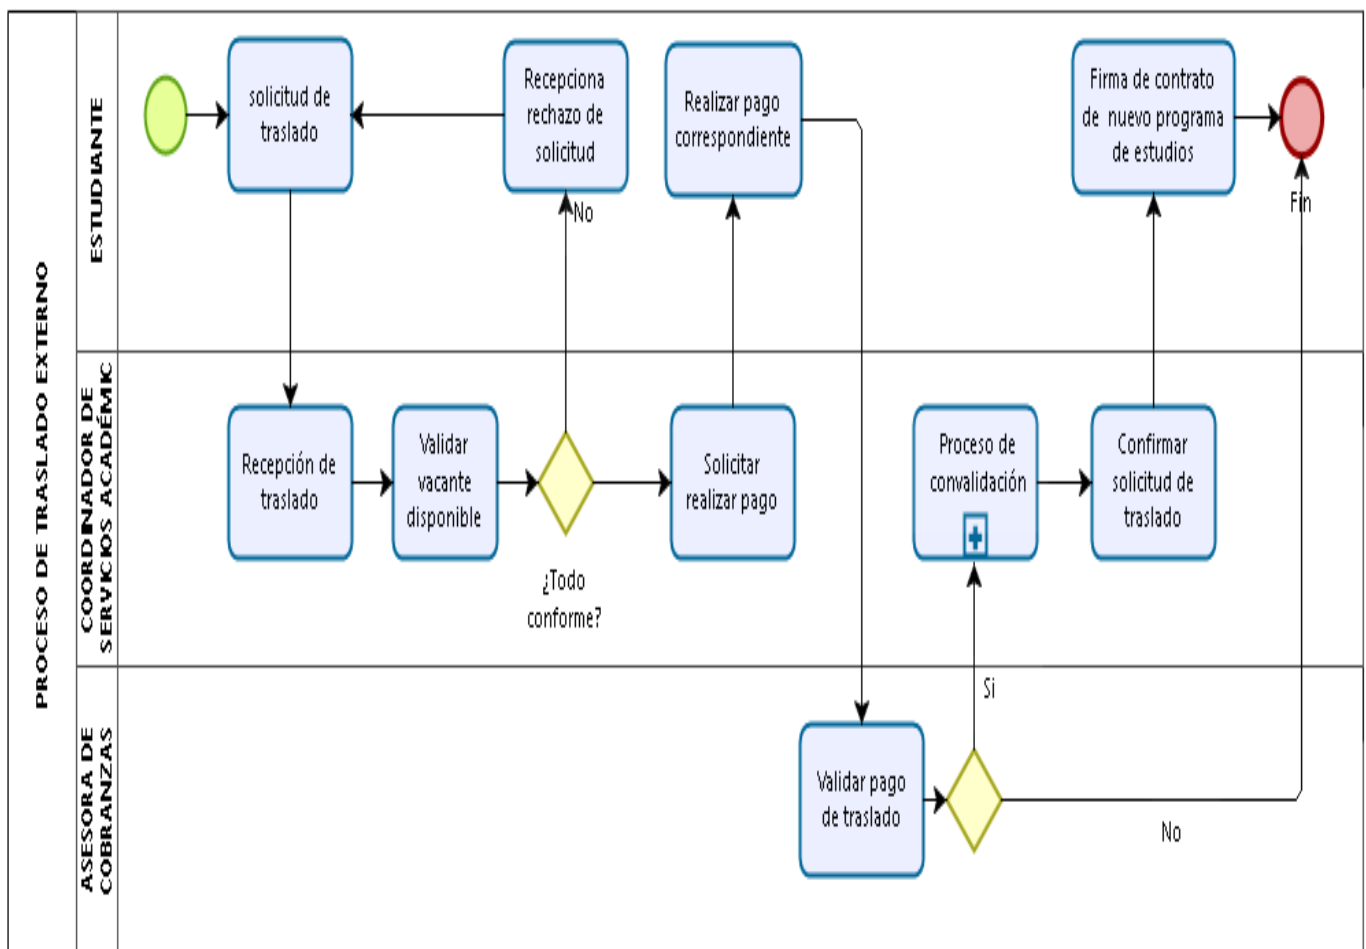 PROCESO DE TRASLADO EXTERNO
ESTUDIANTE
solicitud de
traslado
Recepciona
rechazo de
solicitud
No
Realizar pago
correspondiente
Firma de contrato
de nuevo programa
de estudios
Fin
COORDINADOR DE
SERVICIOS ACADÉMIC
Recepción de
traslado
Validar
vacante
disponible
¿Todo
conforme?
Solicitar
realizar pago
Proceso de
convalidación
Confirmar
solicitud de
traslado
ASESORA DE
COBRANZAS
Validar pago
de traslado
Si
No